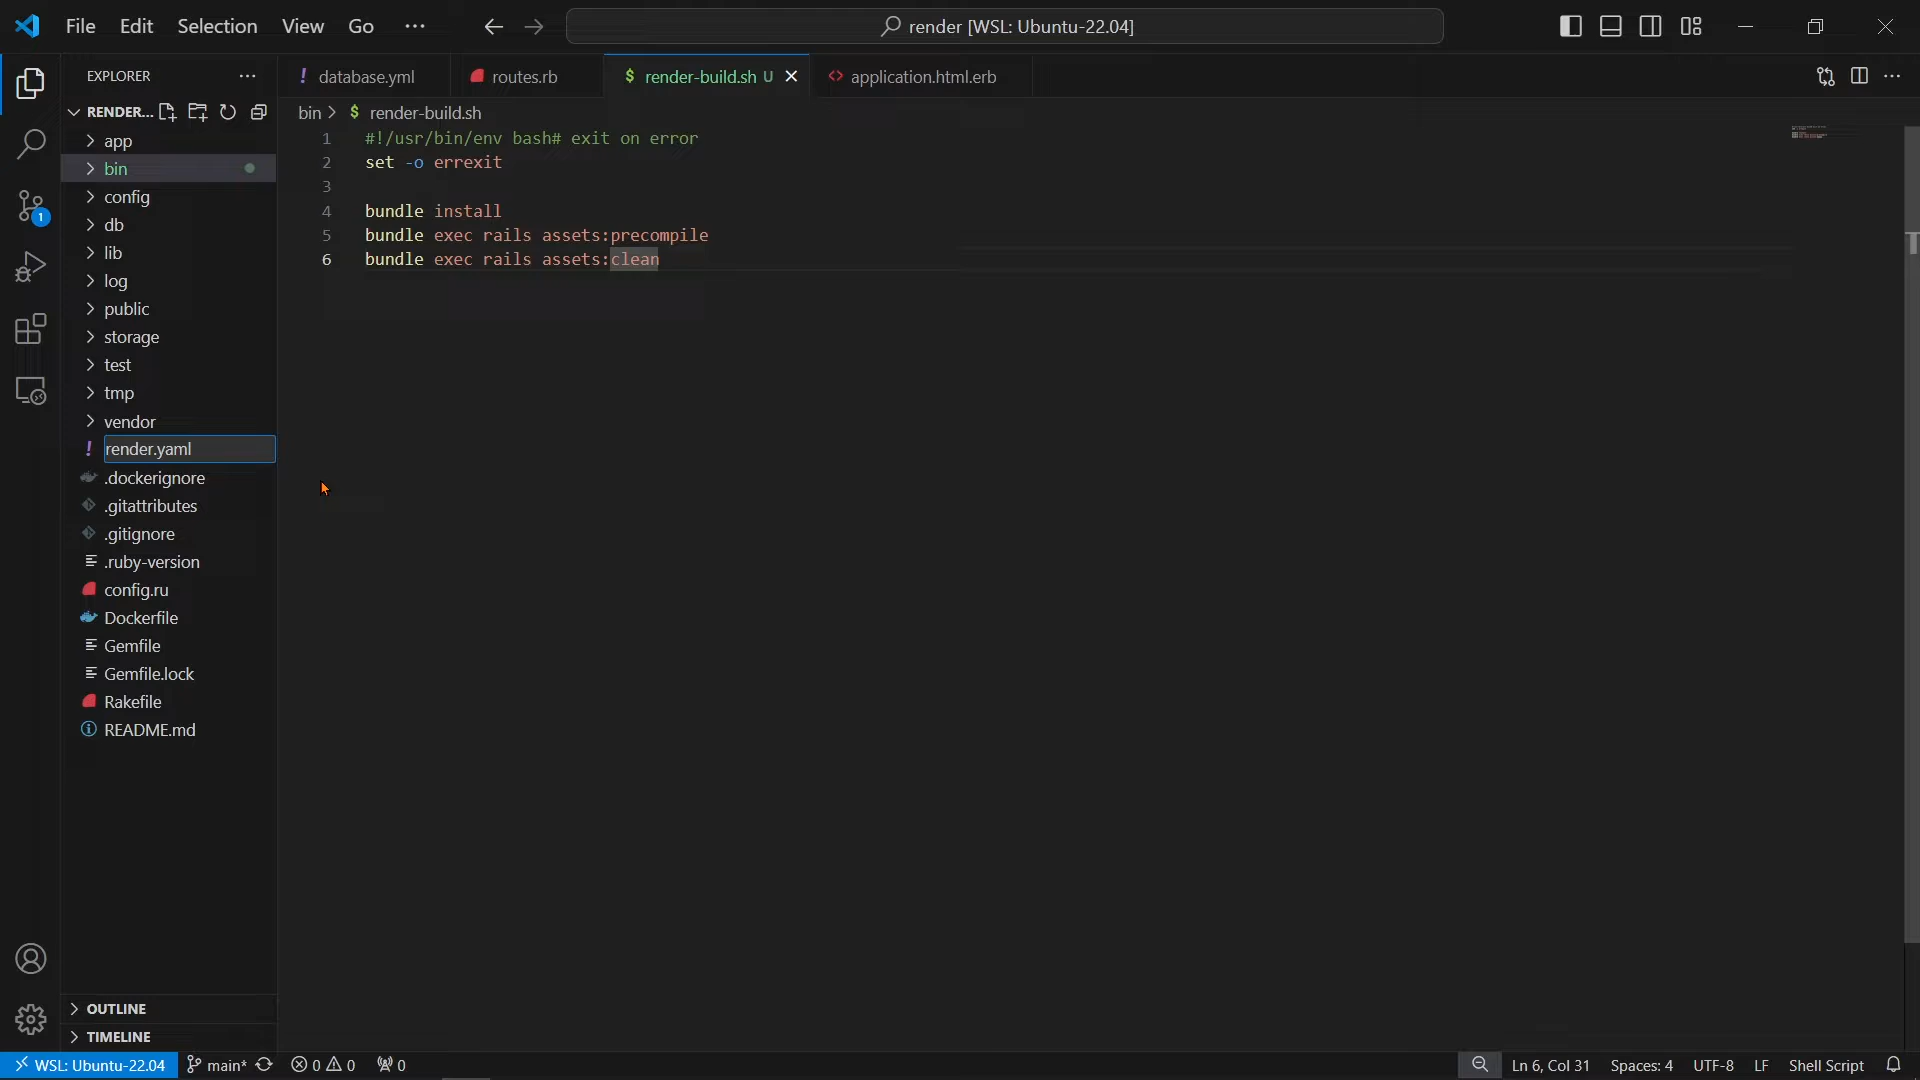 File Edit Selection View Go ···
render [WSL: Ubuntu-22.04]
EXPLORER ···
database.yml
routes.rb
render-build.sh U
application.html.erb
RENDER...
bin > $ render-build.sh
1 #!/usr/bin/env bash# exit on error
2 set -o errexit
3
4 bundle install
5 bundle exec rails assets:precompile
6 bundle exec rails assets:clean
app
bin
config
db
lib
log
public
storage
test
tmp
vendor
render.yaml
.dockerignore
.gitattributes
.gitignore
.ruby-version
config.ru
Dockerfile
Gemfile
Gemfile.lock
Rakefile
README.md
1
OUTLINE
TIMELINE
WSL: Ubuntu-22.04 main* 0 0 0 Ln 6, Col 31 Spaces: 4 UTF-8 LF Shell Script